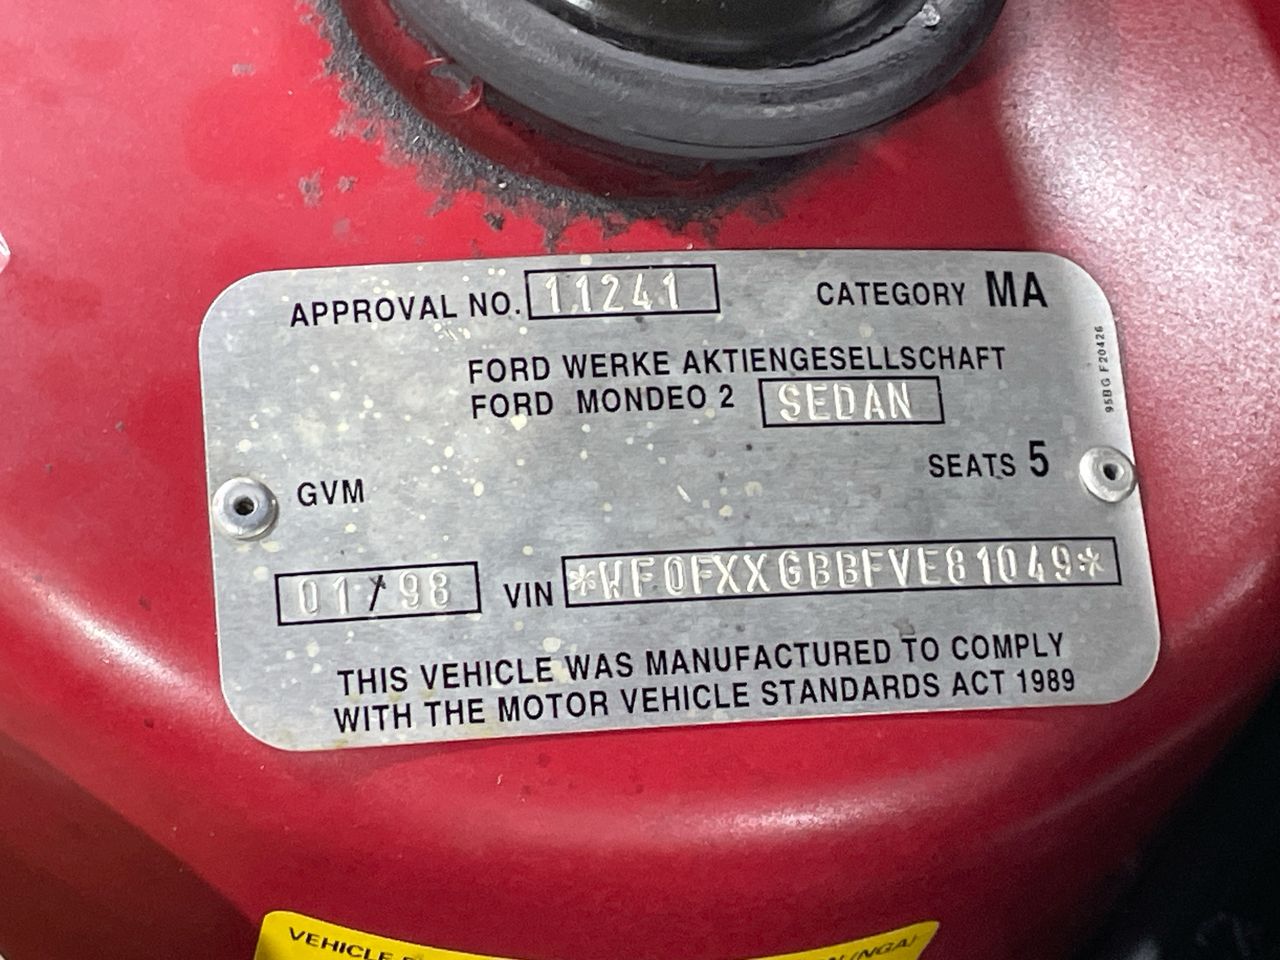 APPROVAL NO. 11241 CATEGORY MA
FORD WERKE AKTIENGESELLSCHAFT
FORD MONDEO 2 SEDAN
95BG F20426
SEATS 5
GVM
01/98 VIN *WF0FXXGBBFVE81049*
THIS VEHICLE WAS MANUFACTURED TO COMPLY
WITH THE MOTOR VEHICLE STANDARDS ACT 1989
VEHICLE